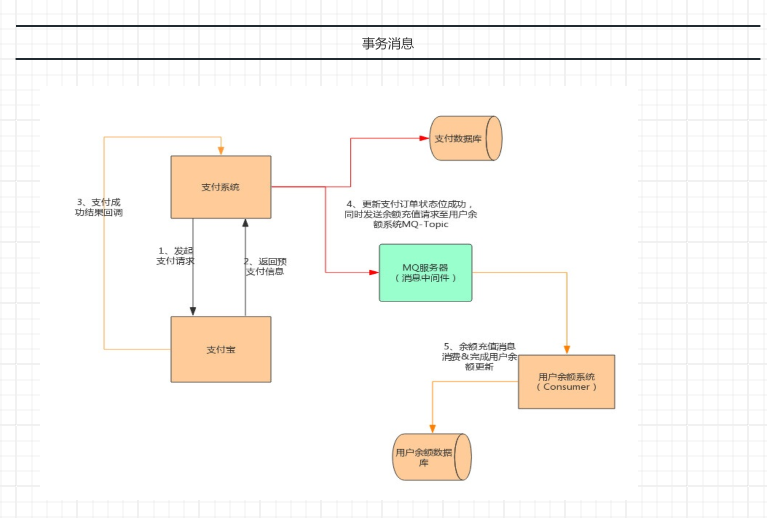 事务消息
支付数据库
支付系统
3、支付成
功结果回调
4、更新支付订单状态位成功，
同时发送余额充值请求至用户余
额系统MQ-Topic
1、发起
支付请求
2、返回预
支付信息
MQ服务器
（消息中间件）
支付宝
5、余额充值消息
消费&完成用户余
额更新
用户余额系统
（Consumer）
用户余额数据
库